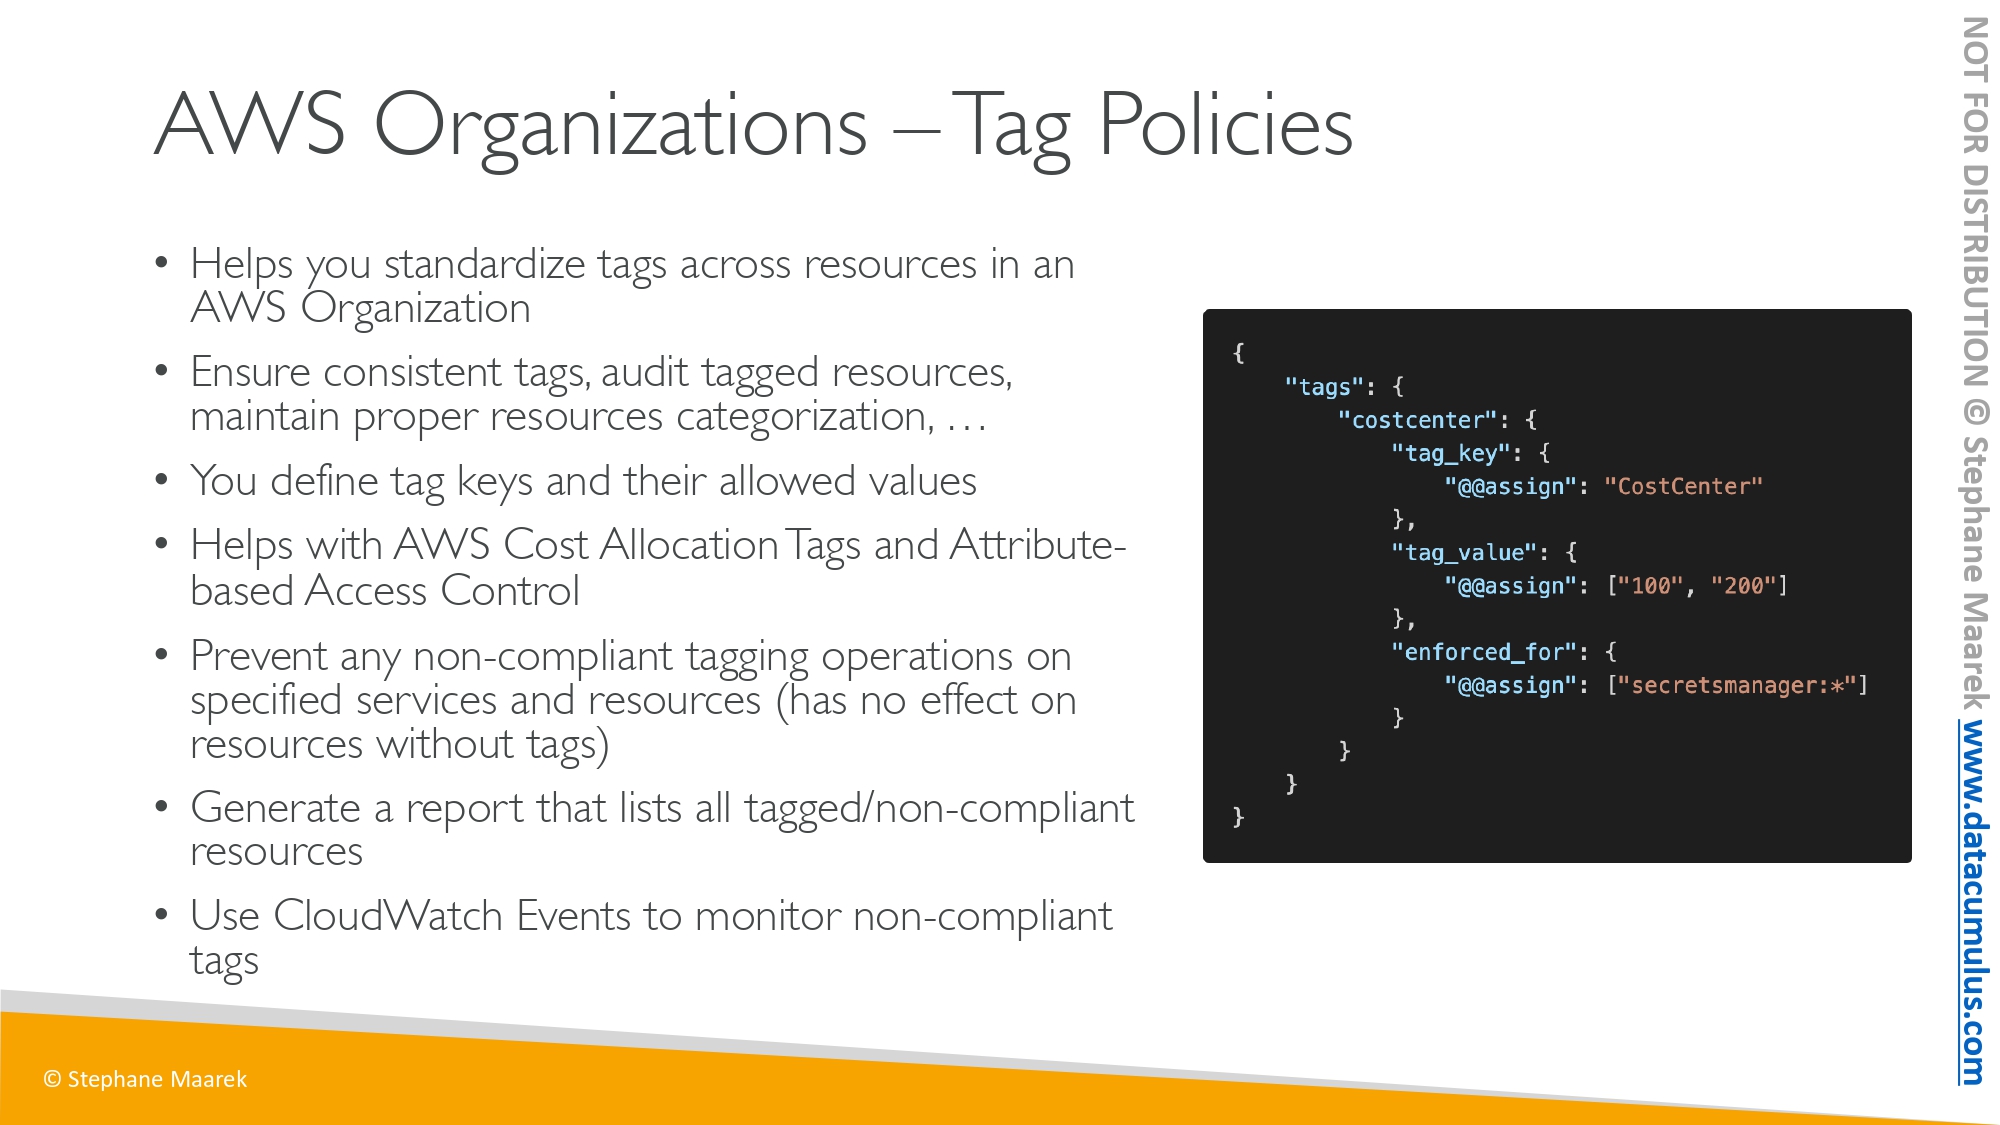 AWS Organizations – Tag Policies
• Helps you standardize tags across resources in an
AWS Organization
• Ensure consistent tags, audit tagged resources,
maintain proper resources categorization, …
• You define tag keys and their allowed values
• Helps with AWS Cost Allocation Tags and Attribute-
based Access Control
• Prevent any non-compliant tagging operations on
specified services and resources (has no effect on
resources without tags)
• Generate a report that lists all tagged/non-compliant
resources
• Use CloudWatch Events to monitor non-compliant
tags
{
    "tags": {
        "costcenter": {
            "tag_key": {
                "@@assign": "CostCenter"
            },
            "tag_value": {
                "@@assign": ["100", "200"]
            },
            "enforced_for": {
                "@@assign": ["secretsmanager:*"]
            }
        }
    }
}
© Stephane Maarek
NOT FOR DISTRIBUTION © Stephane Maarek www.datacumulus.com